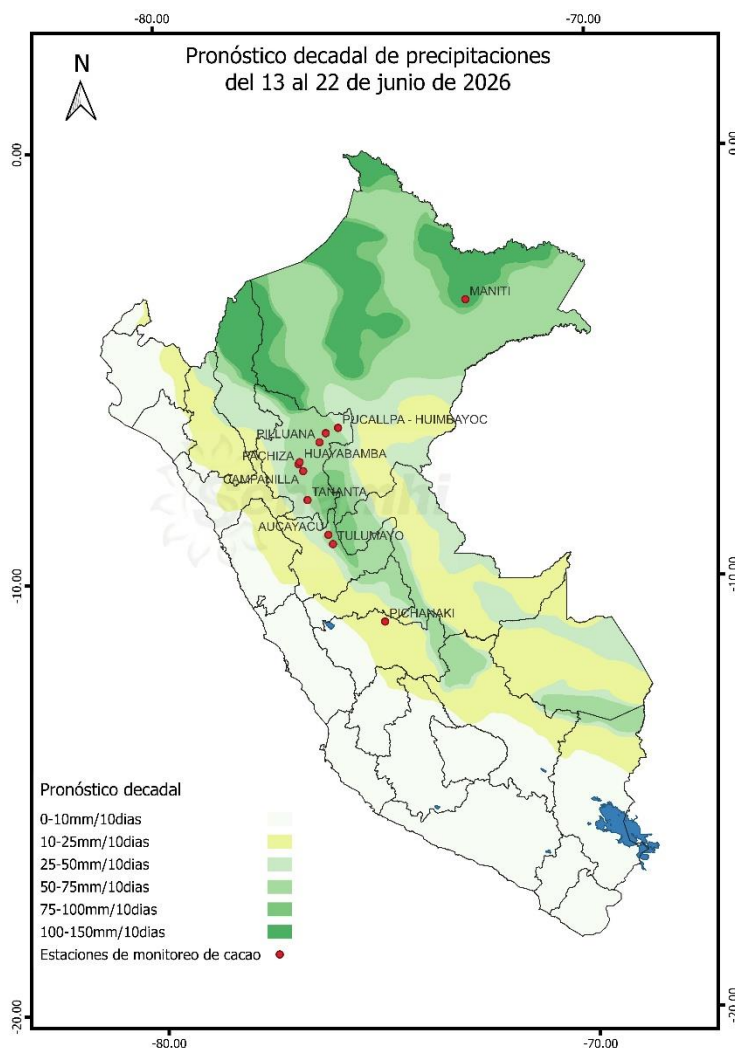 -80.00
-70.00
Pronóstico decadal de precipitaciones
del 13 al 22 de junio de 2026
N
0.00
0.00
MANITI
PUCALLPA - HUIMBAYOC
PILLUANA
HUAYABAMBA
PACHIZA
CAMPANILLA
TANANTA
Senamhi
AUCAYACU
TULUMAYO
-10.00
-10.00
PICHANAKI
Pronóstico decadal
0-10mm/10dias
10-25mm/10dias
25-50mm/10dias
50-75mm/10dias
75-100mm/10dias
100-150mm/10dias
Estaciones de monitoreo de cacao
-20.00
-20.00
-80.00
-70.00